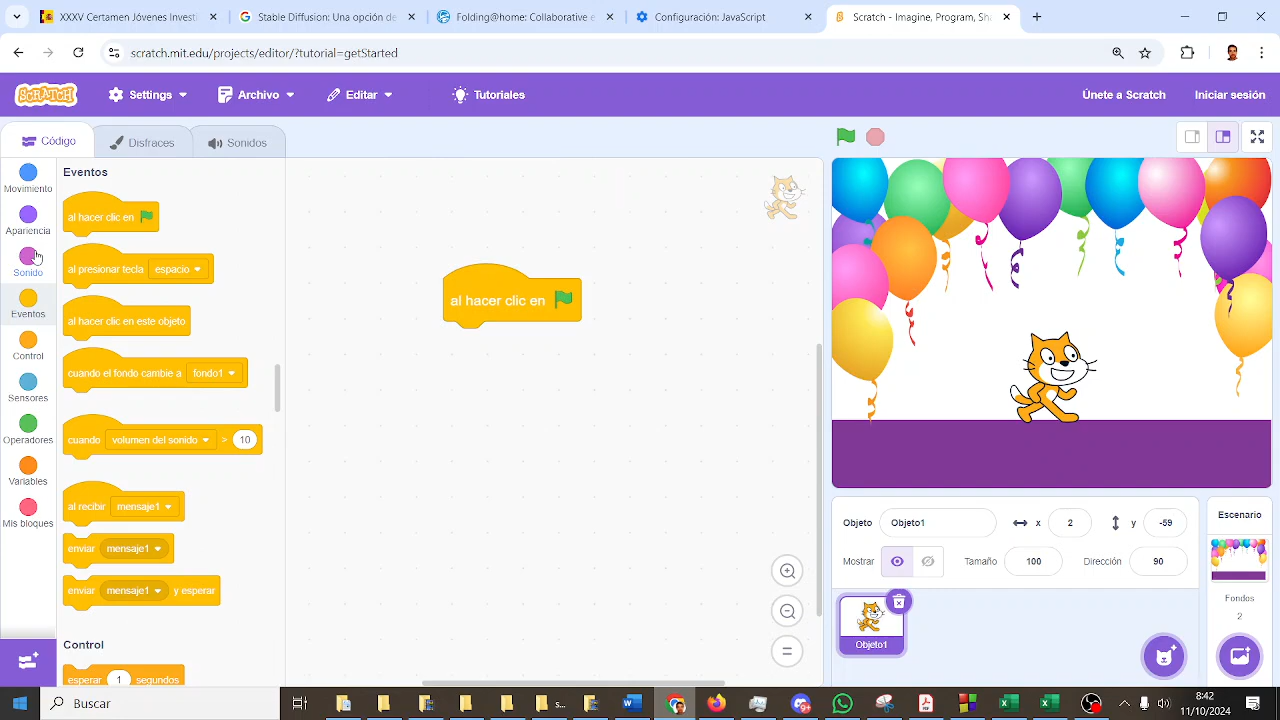 XXXV Certamen Jovenes Investi
Stable Diffusion: Una opción de
Folding@home: Collaborative e
Configuración: JavaScript
Scratch - Imagine, Program, Sh
scratch.mit.edu/projects/editor/?tutorial=getStarted
SCRATCH
Settings
Archivo
Editar
Tutoriales
Únete a Scratch
Iniciar sesión
Código
Disfraces
Sonidos
Movimiento
Apariencia
Sonido
Eventos
Control
Sensores
Operadores
Variables
Mis bloques
Eventos
al hacer clic en
al presionar tecla espacio
al hacer clic en este objeto
cuando el fondo cambie a fondo1
cuando volumen del sonido > 10
al recibir mensaje1
enviar mensaje1
enviar mensaje1 y esperar
Control
esperar 1 segundos
al hacer clic en
Objeto Objeto1 x 2 y -59
Mostrar Tamaño 100 Dirección 90
Objeto1
Escenario
Fondos
2
Buscar
8:42
11/10/2024